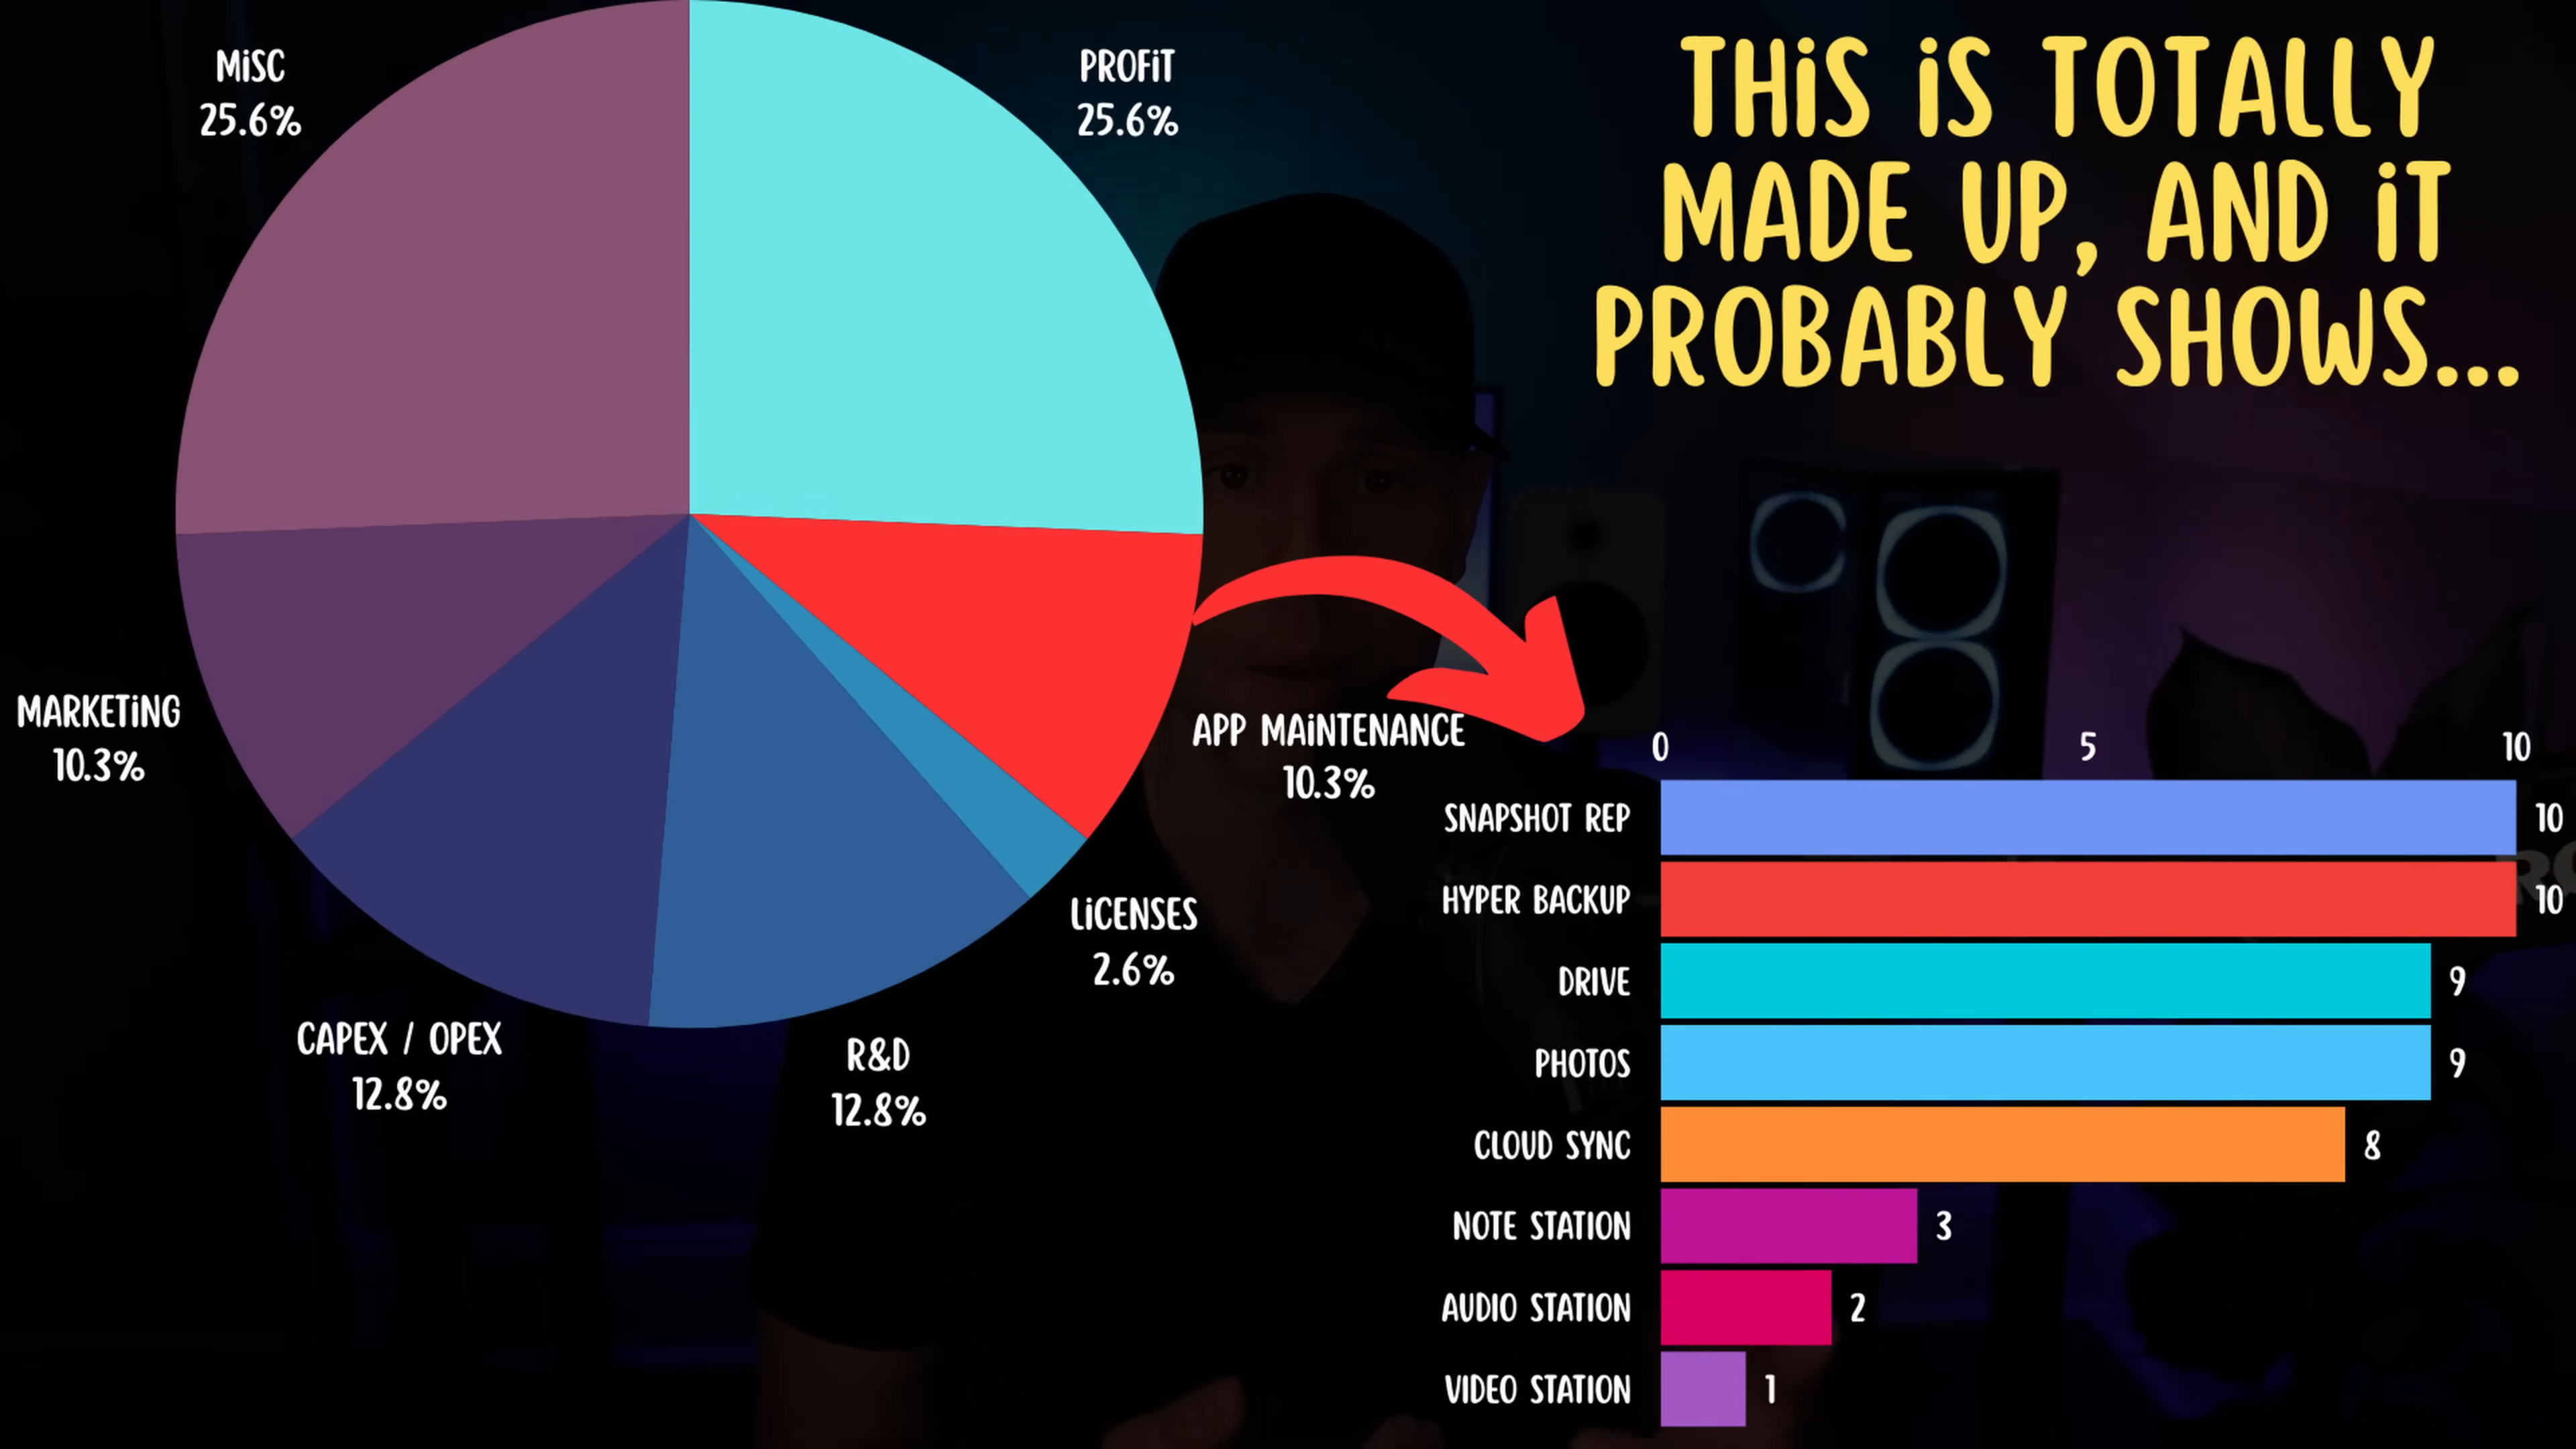 MiSC
25.6%
PROFiT
25.6%
THiS iS TOTALLY
MADE UP, AND iT
PROBABLY SHOWS...
MARKETiNG
10.3%
APP MAiNTENANCE
10.3%
LiCENSES
2.6%
CAPEX / OPEX
12.8%
R&D
12.8%
0 5 10
SNAPSHOT REP 10
HYPER BACKUP 10
DRIVE 9
PHOTOS 9
CLOUD SYNC 8
NOTE STATION 3
AUDIO STATION 2
VIDEO STATION 1